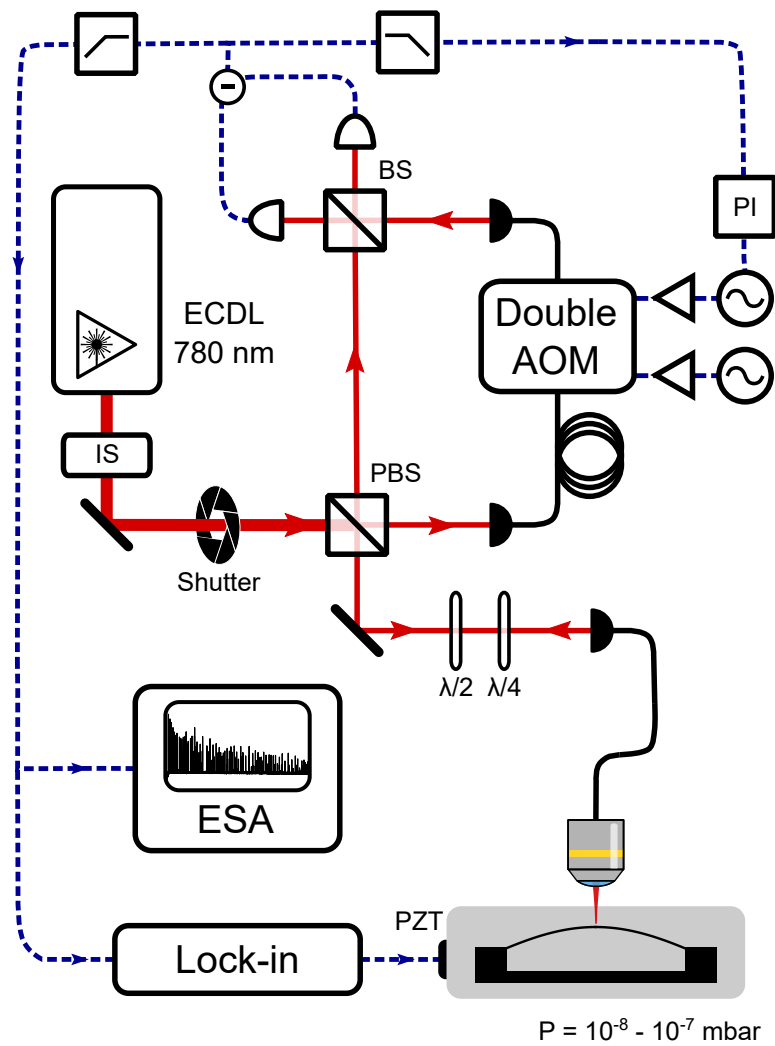 BS
PI
ECDL
780 nm
Double
AOM
IS
PBS
Shutter
λ/2
λ/4
ESA
PZT
Lock-in
P = 10⁻⁸ - 10⁻⁷ mbar